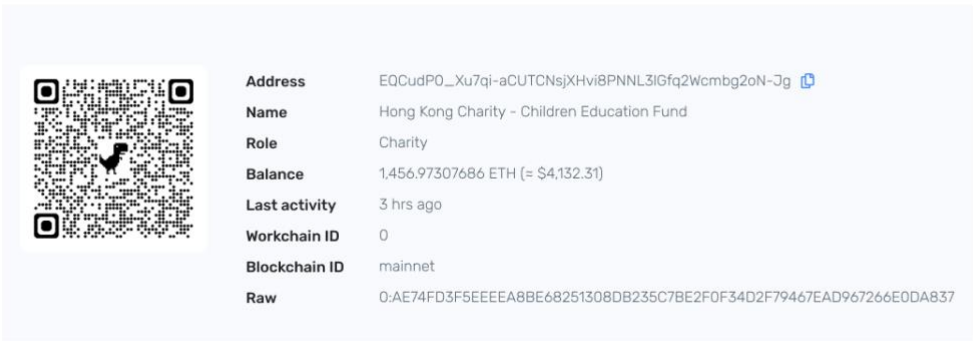 Address EQCudP0_Xu7qi-aCUTCNsjXHvi8PNNL3lGfq2Wcmbg2oN-Jg
Name Hong Kong Charity - Children Education Fund
Role Charity
Balance 1,456.97307686 ETH (≈ $4,132.31)
Last activity 3 hrs ago
Workchain ID 0
Blockchain ID mainnet
Raw 0:AE74FD3F5EEEEA8BE68251308DB235C7BE2F0F34D2F79467EAD967266E0DA837